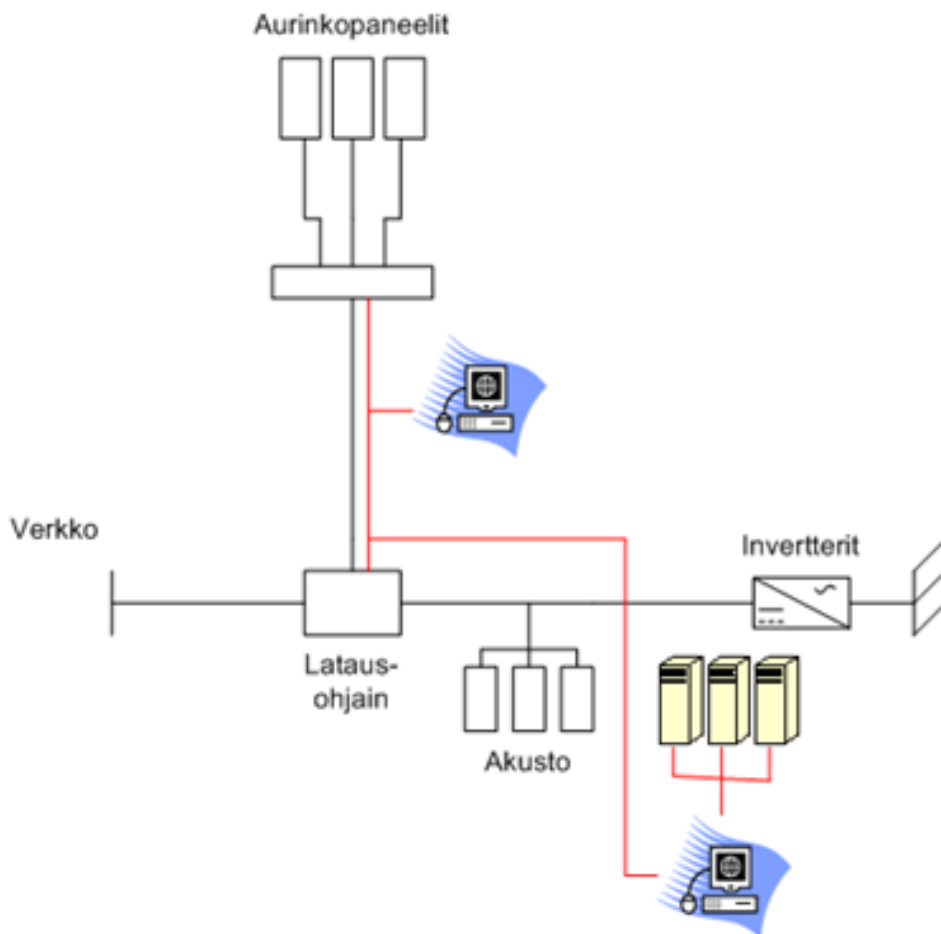 Aurinkopaneelit
Verkko
Invertterit
Lataus-
ohjain
Akusto